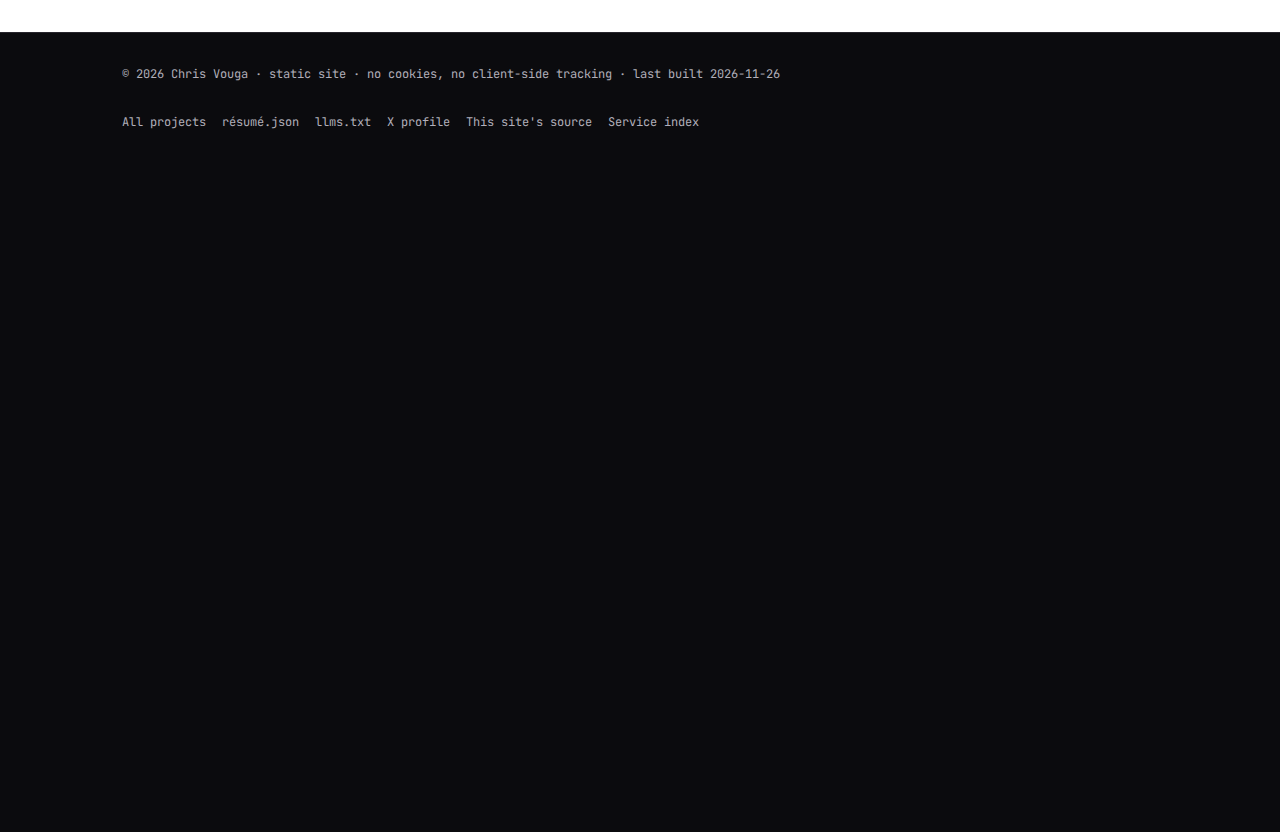 © 2026 Chris Vouga · static site · no cookies, no client-side tracking · last built 2026-11-26
All projects résumé.json llms.txt X profile This site's source Service index